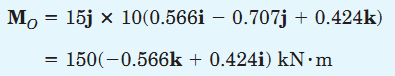 M_O = 15j × 10(0.566i − 0.707j + 0.424k)
= 150(−0.566k + 0.424i) kN·m